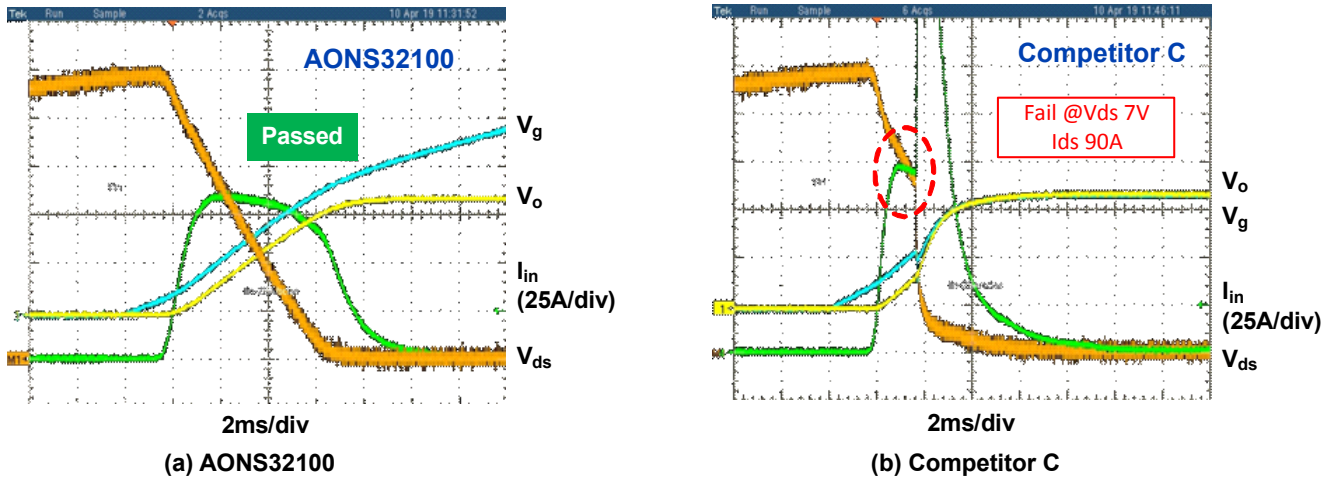 Tek Run Sample 2 Acqs 10 Apr 19 11:31:52
AONS32100
Passed
Vg
Vo
Iin
(25A/div)
Vds
M1
2ms/div
(a) AONS32100
Tek Run Sample 6 Acqs 10 Apr 19 11:46:11
Competitor C
Fail @Vds 7V
Ids 90A
Vo
Vg
Iin
(25A/div)
Vds
1
2ms/div
(b) Competitor C